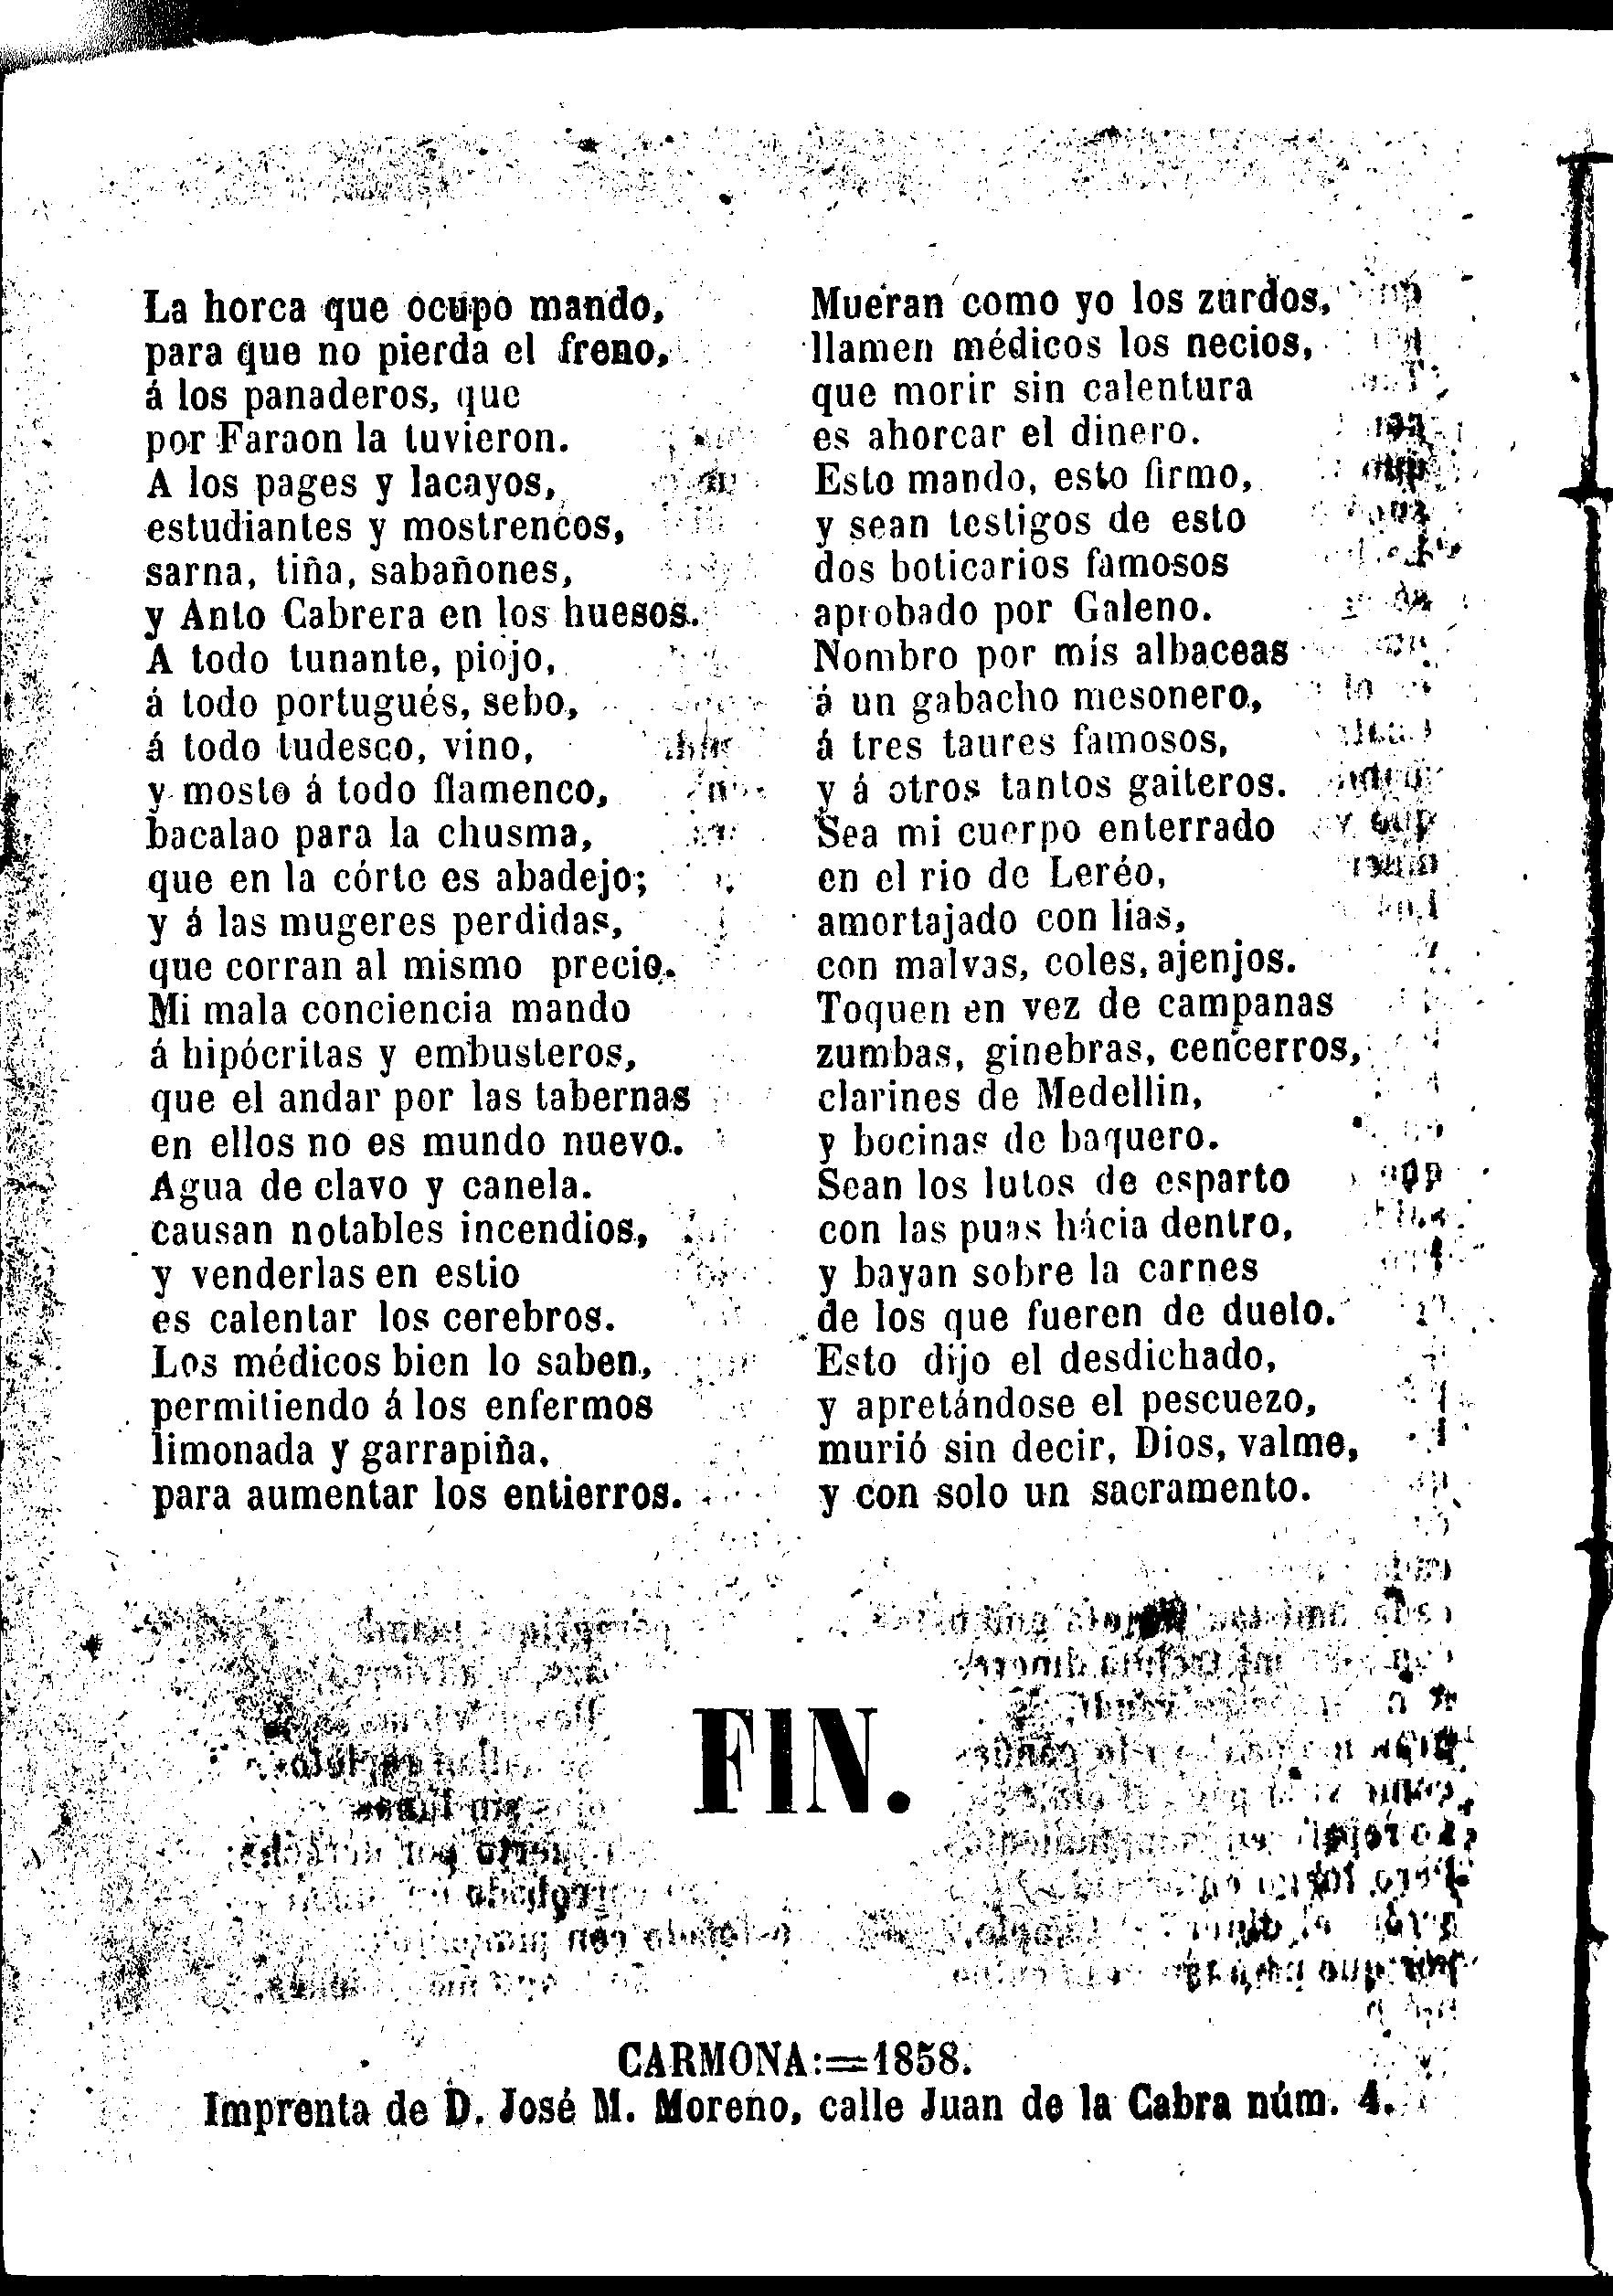 La horca que ocupo mando,
para que no pierda el freno,
á los panaderos, que
por Faraon la tuvieron.
A los pages y lacayos,
estudiantes y mostrencos,
sarna, tiña, sabañones,
y Anto Cabrera en los huesos.
A todo tunante, piojo,
á todo portugués, sebo,
á todo tudesco, vino,
y mosto á todo flamenco,
bacalao para la chusma,
que en la córte es abadejo;
y á las mugeres perdidas,
que corran al mismo precio.
Mi mala conciencia mando
á hipócritas y embusteros,
que el andar por las tabernas
en ellos no es mundo nuevo.
Agua de clavo y canela.
causan notables incendios,
y venderlas en estio
es calentar los cerebros.
Los médicos bien lo saben,
permitiendo á los enfermos
limonada y garrapiña,
para aumentar los entierros.
Mueran como yo los zurdos,
llamen médicos los necios,
que morir sin calentura
es ahorcar el dinero.
Esto mando, esto firmo,
y sean testigos de esto
dos boticarios famosos
aprobado por Galeno.
Nombro por mis albaceas
á un gabacho mesonero,
á tres taures famosos,
y á otros tantos gaiteros.
Sea mi cuerpo enterrado
en el rio de Leréo,
amortajado con lias,
con malvas, coles, ajenjos.
Toquen en vez de campanas
zumbas, ginebras, cencerros,
clarines de Medellin,
y bocinas de baquero.
Sean los lutos de esparto
con las puas hácia dentro,
y bayan sobre la carnes
de los que fueren de duelo.
Esto dijo el desdichado,
y apretándose el pescuezo,
murió sin decir, Dios, valme,
y con solo un sacramento.
FIN.
CARMONA:=1858.
Imprenta de D. José M. Moreno, calle Juan de la Cabra núm. 4.